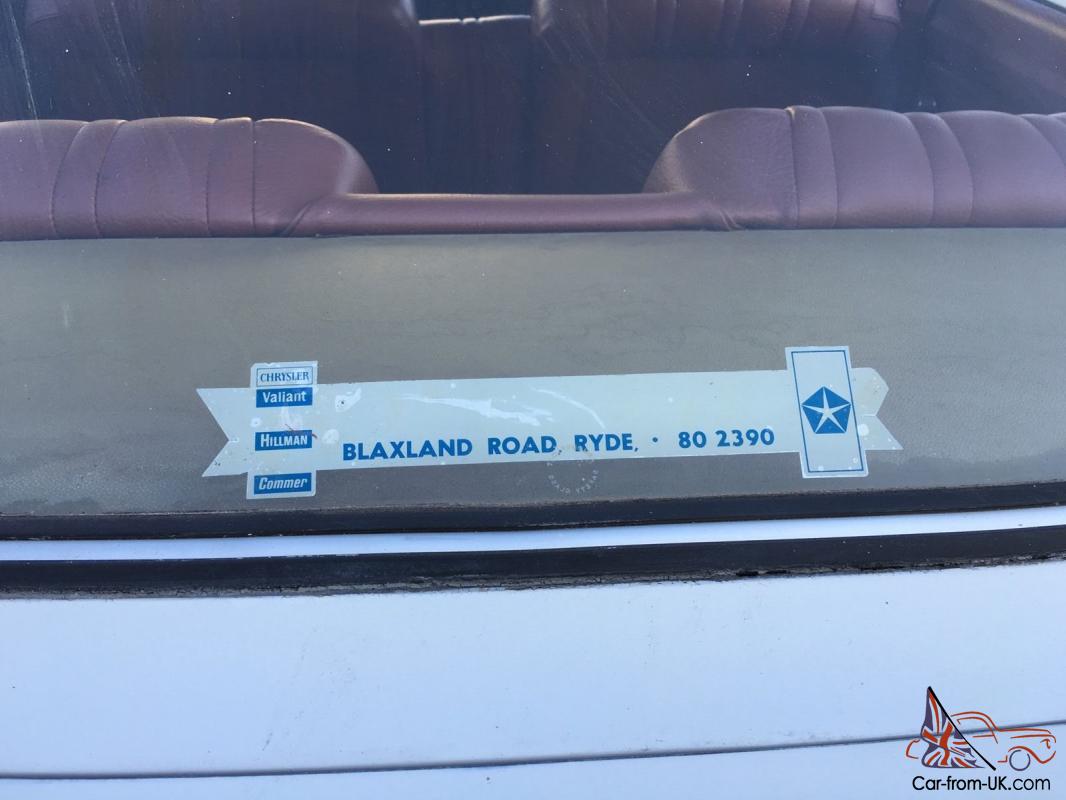 CHRYSLER
Valiant
HILLMAN
Commer
BLAXLAND ROAD, RYDE, • 80 2390
Car-from-UK.com